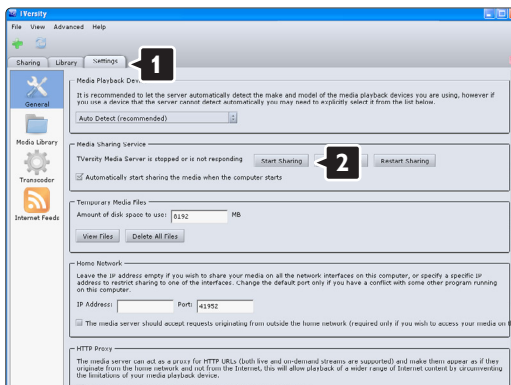 TVersity
File View Advanced Help
Sharing Library Settings
1
General
Media Library
Transcoder
Internet Feeds
Media Playback Dev
It is recommended to let the server automatically detect the make and model of the media playback devices you are using, however if
you use a device that the server cannot detect automatically you may need to explicitly select it from the list below.
Auto Detect (recommended)
Media Sharing Service
TVersity Media Server is stopped or is not responding Start Sharing 2 Restart Sharing
Automatically start sharing the media when the computer starts
Temporary Media Files
Amount of disk space to use: 8192 MB
View Files Delete All Files
Home Network
Leave the IP address empty if you wish to share your media on all the network interfaces on this computer, or specify a specific IP
address to restrict sharing to one of the interfaces. Change the default port only if you have a conflict with some other program running
on this computer.
IP Address: Port: 41952
The media server should accept requests originating from outside the home network (required only if you wish to access your media on t
HTTP Proxy
The media server can act as a proxy for HTTP URLs (both live and on-demand streams are supported) and make them appear as if they
originate from the home network and not from the Internet, this will allow playback of a wider range of Internet content by circumventing
the limitations of your media playback device.